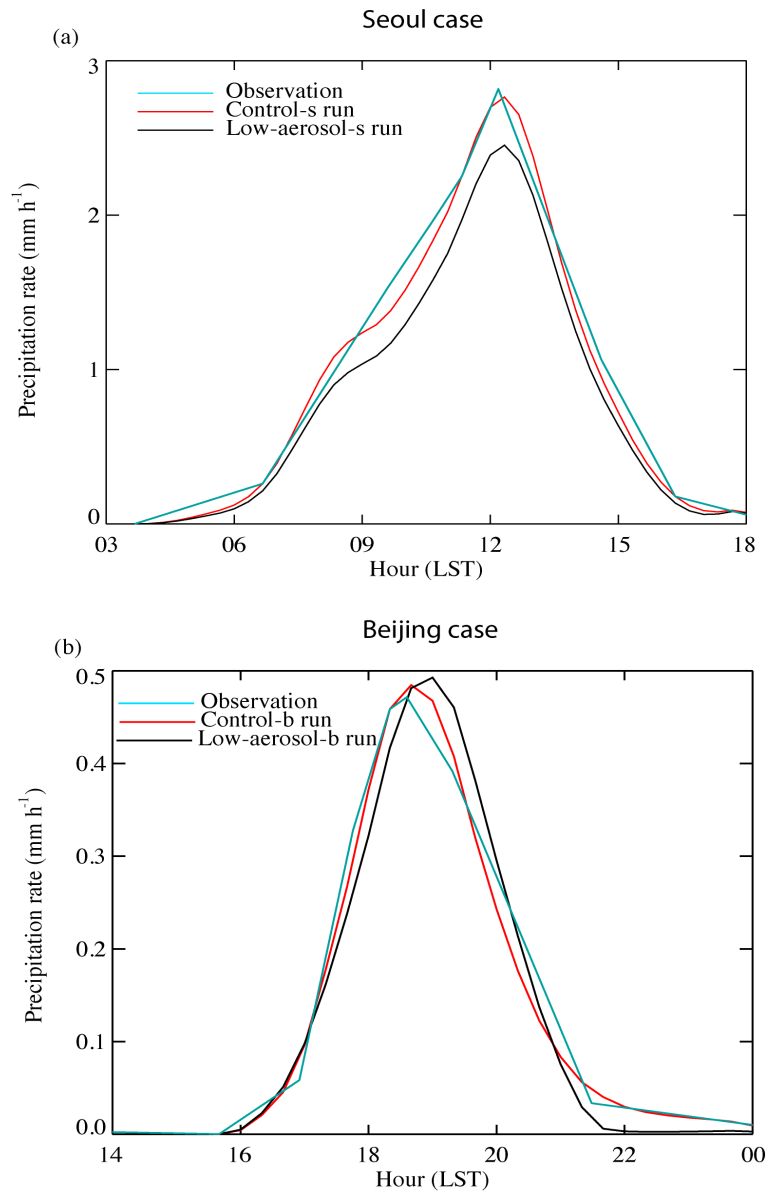 Seoul case
(a)
3
Observation
Control-s run
Low-aerosol-s run
2
1
0
Precipitation rate (mm h-1)
03 06 09 12 15 18
Hour (LST)
Beijing case
(b)
0.5
Observation
Control-b run
Low-aerosol-b run
0.4
0.3
0.2
0.1
0.0
Precipitation rate (mm h-1)
14 16 18 20 22 00
Hour (LST)